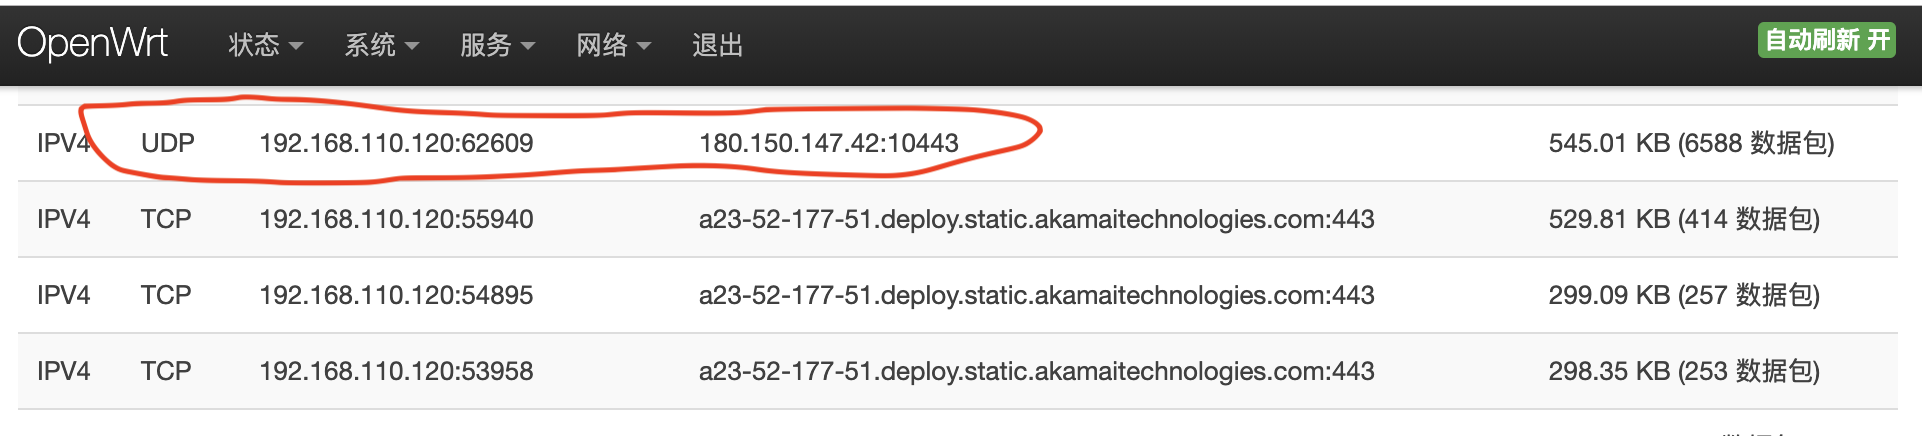 OpenWrt 状态 系统 服务 网络 退出 自动刷新 开
IPV4 UDP 192.168.110.120:62609 180.150.147.42:10443 545.01 KB (6588 数据包)
IPV4 TCP 192.168.110.120:55940 a23-52-177-51.deploy.static.akamaitechnologies.com:443 529.81 KB (414 数据包)
IPV4 TCP 192.168.110.120:54895 a23-52-177-51.deploy.static.akamaitechnologies.com:443 299.09 KB (257 数据包)
IPV4 TCP 192.168.110.120:53958 a23-52-177-51.deploy.static.akamaitechnologies.com:443 298.35 KB (253 数据包)